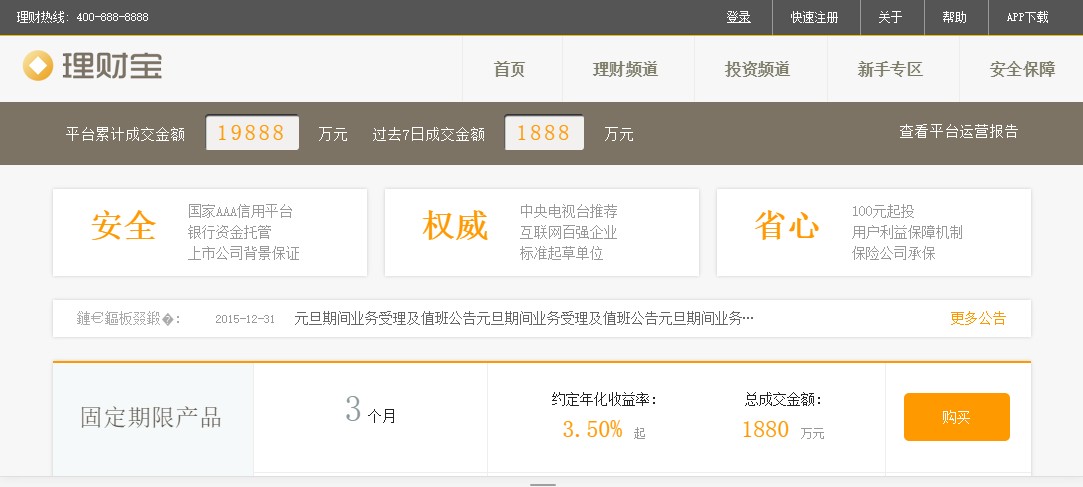 理财热线：400-888-8888 登录 快速注册 关于 帮助 APP下载
理财宝 首页 理财频道 投资频道 新手专区 安全保障
平台累计成交金额 19888 万元 过去7日成交金额 1888 万元 查看平台运营报告
安全
国家AAA信用平台
银行资金托管
上市公司背景保证
权威
中央电视台推荐
互联网百强企业
标准起草单位
省心
100元起投
用户利益保障机制
保险公司承保
2015-12-31 元旦期间业务受理及值班公告元旦期间业务受理及值班公告元旦期间业务… 更多公告
固定期限产品
3 个月
约定年化收益率：
3.50% 起
总成交金额：
1880 万元
购买